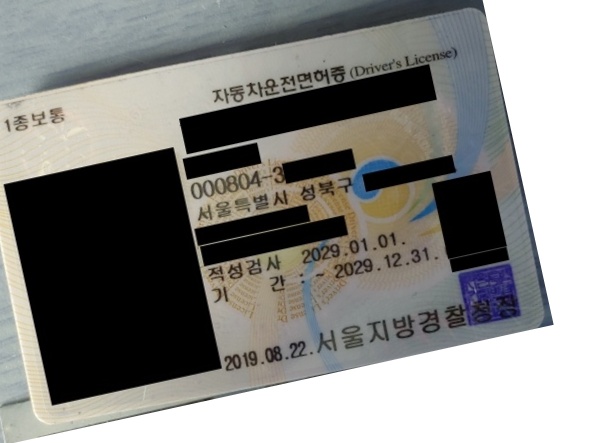 자동차운전면허증 (Driver's License)
1종보통
000804-3
서울특별시 성북구
적성검사 2029.01.01.
기 간 : ~ 2029.12.31.
2019.08.22. 서울지방경찰청장